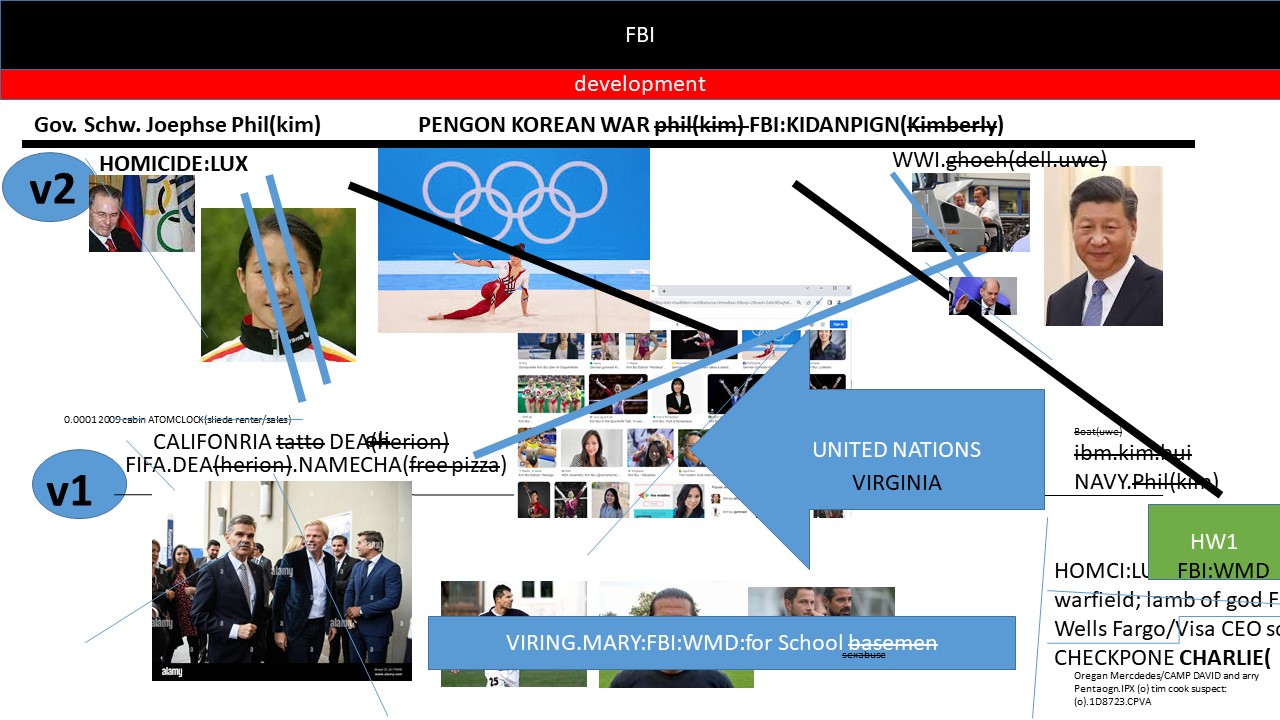 FBI
development
Gov. Schw. Joephse Phil(kim)
PENGON KOREAN WAR phil(kim) FBI:KIDANPIGN(Kimberly)
HOMICIDE:LUX
WWI.ghoeh(dell.uwe)
v2
0.00012009 cabin ATOMCLOCK(sliede renter/sales)
CALIFONRIA tatto DEA (herion)
FIFA.DEA(herion).NAMECHA(free pizza)
v1
UNITED NATIONS
VIRGINIA
Boat(uwe)
ibm.kim.hui
NAVY.Phil(kim)
HW1
HOMCI:LU FBI:WMD
warfield; lamb of god F
Wells Fargo/Visa CEO sc
CHECKPONE CHARLIE(
Oregan Mercdedes/CAMP DAVID and arry
Pentaogn.IPX (o) tim cook suspect:
(o).1D8723.CPVA
VIRING.MARY:FBI:WMD:for School basemen
sexabuse
alamy
alamy
alamy